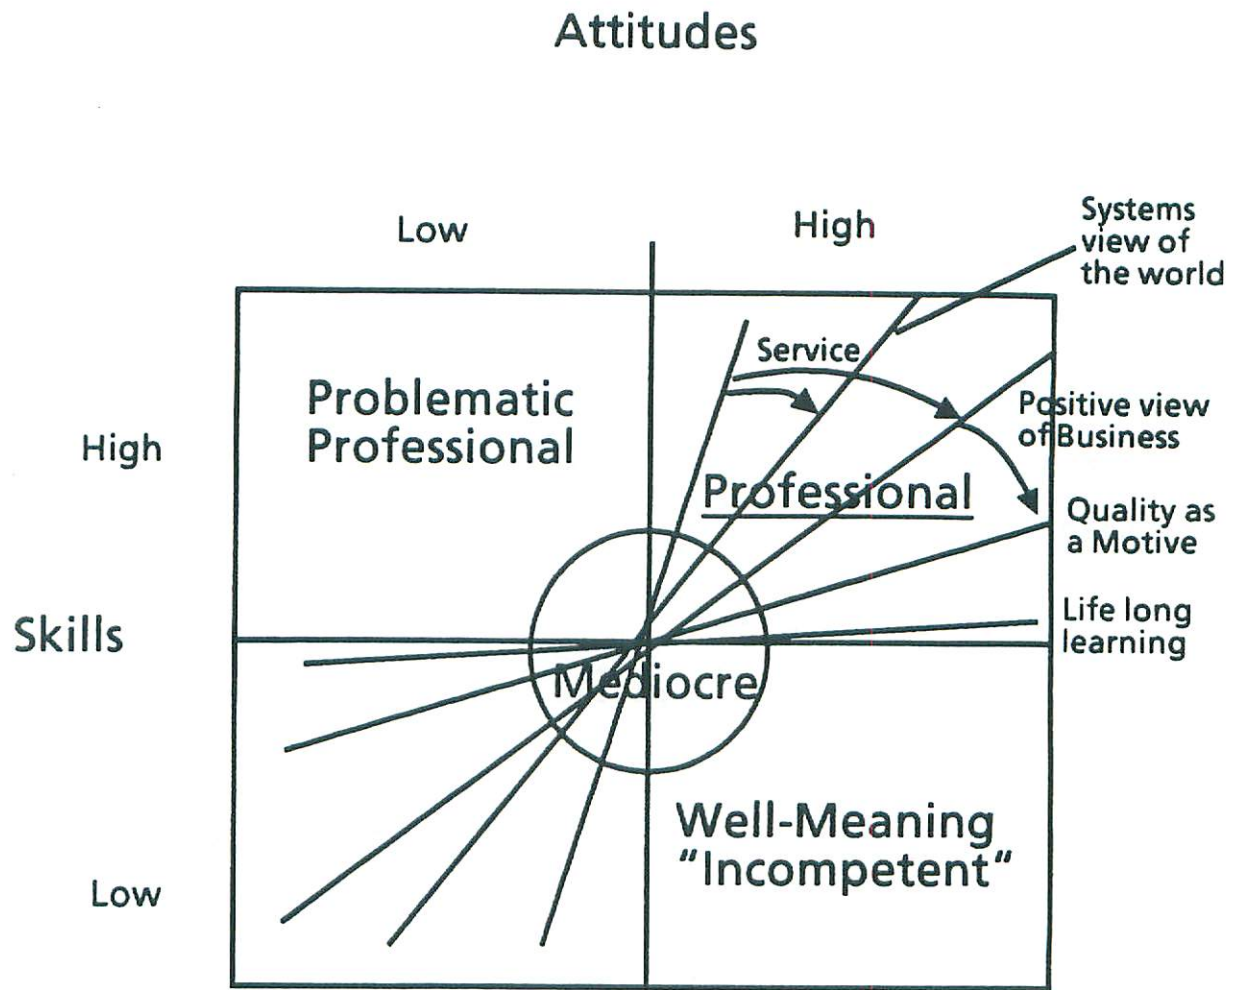 Attitudes
Low
High
Systems
view of
the world
Service
Problematic
Professional
High
Positive view
of Business
Professional
Quality as
a Motive
Skills
Life long
learning
Mediocre
Well-Meaning
"Incompetent"
Low